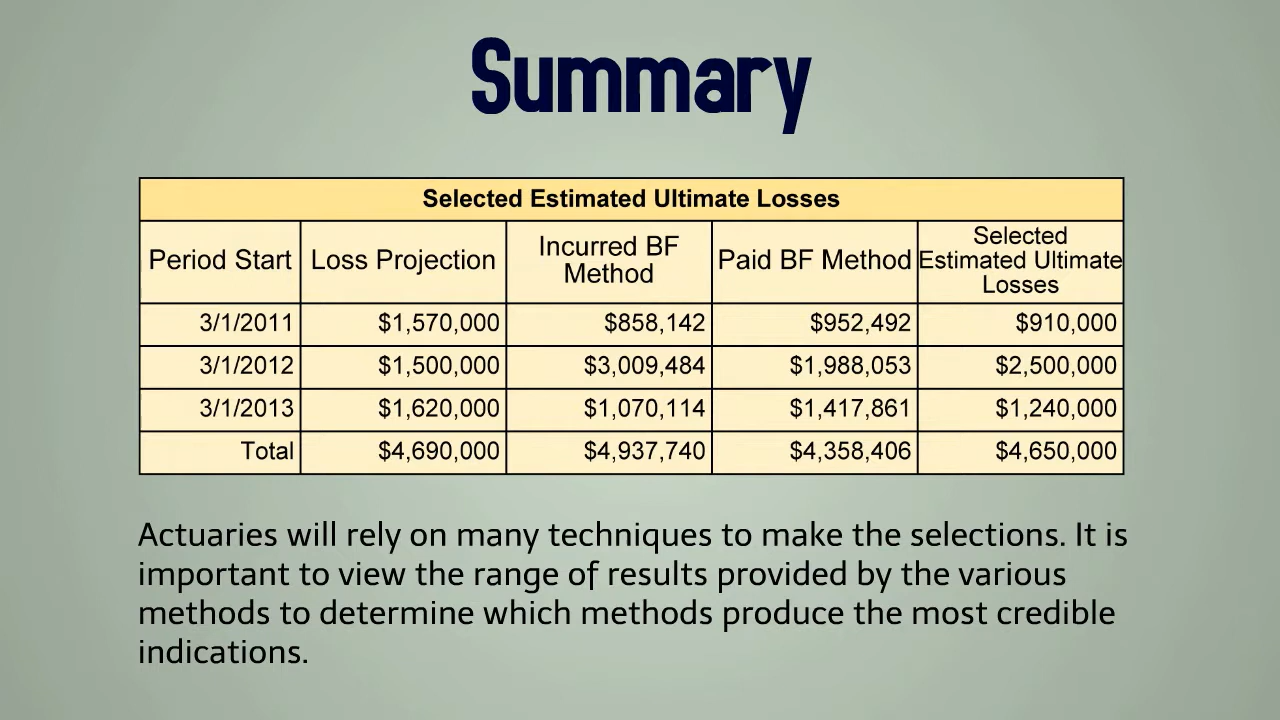 Summary
Selected Estimated Ultimate Losses
Period Start Loss Projection Incurred BF Method Paid BF Method Selected Estimated Ultimate Losses
3/1/2011 $1,570,000 $858,142 $952,492 $910,000
3/1/2012 $1,500,000 $3,009,484 $1,988,053 $2,500,000
3/1/2013 $1,620,000 $1,070,114 $1,417,861 $1,240,000
Total $4,690,000 $4,937,740 $4,358,406 $4,650,000
Actuaries will rely on many techniques to make the selections. It is
important to view the range of results provided by the various
methods to determine which methods produce the most credible
indications.